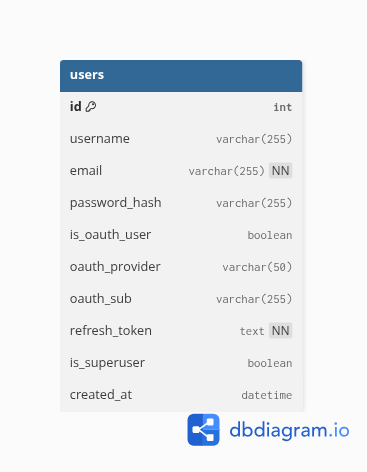 users
id int
username varchar(255)
email varchar(255) NN
password_hash varchar(255)
is_oauth_user boolean
oauth_provider varchar(50)
oauth_sub varchar(255)
refresh_token text NN
is_superuser boolean
created_at datetime
dbdiagram.io